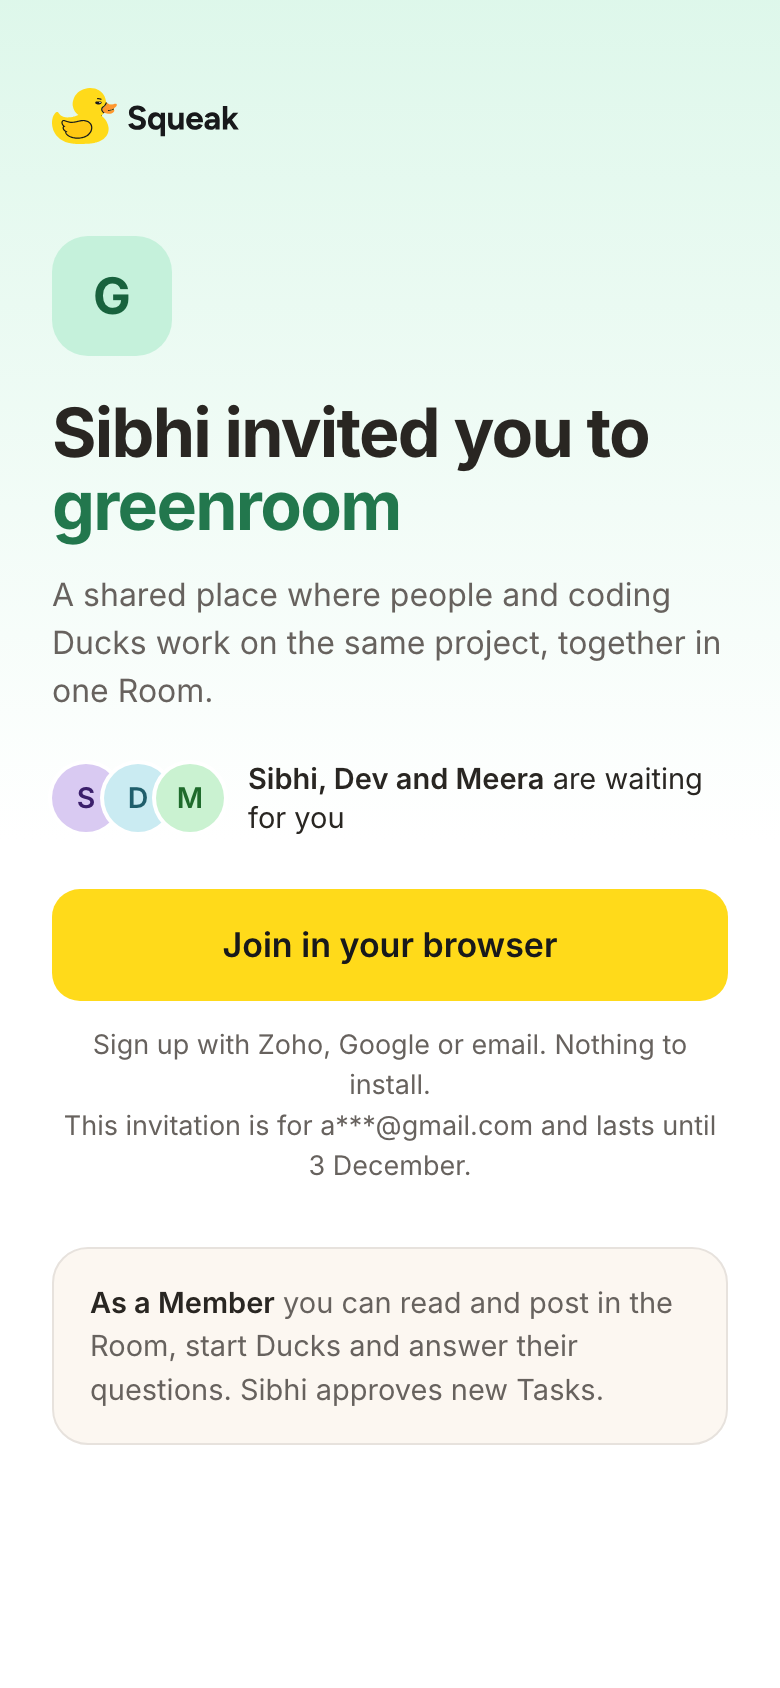 Squeak
G
Sibhi invited you to
greenroom
A shared place where people and coding
Ducks work on the same project, together in
one Room.
S D M
Sibhi, Dev and Meera are waiting
for you
Join in your browser
Sign up with Zoho, Google or email. Nothing to
install.
This invitation is for a***@gmail.com and lasts until
3 December.
As a Member you can read and post in the
Room, start Ducks and answer their
questions. Sibhi approves new Tasks.